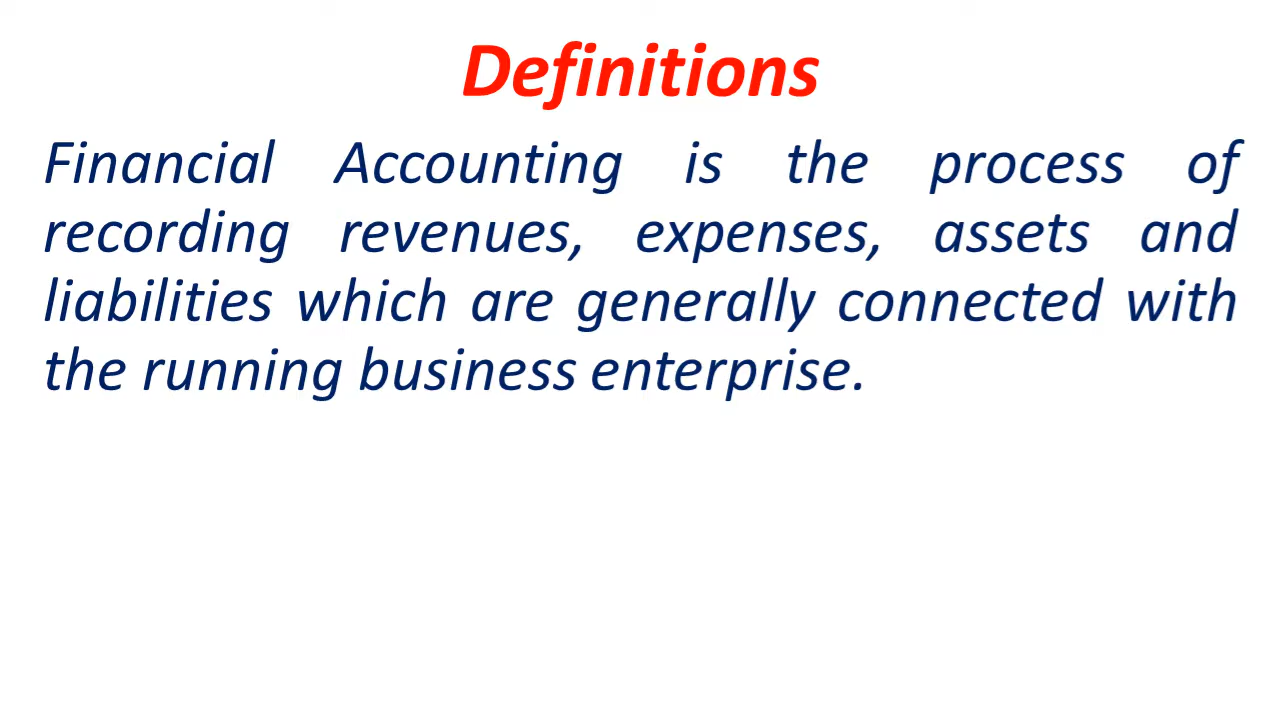 Definitions
Financial Accounting is the process of
recording revenues, expenses, assets and
liabilities which are generally connected with
the running business enterprise.